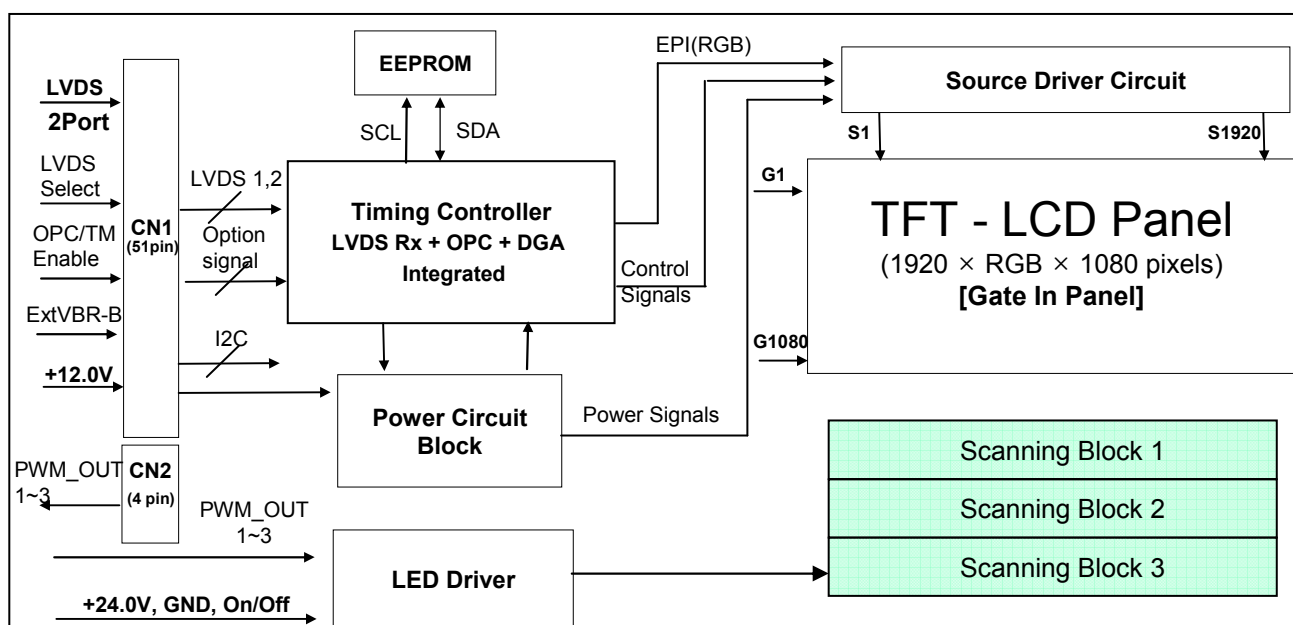 LVDS
2Port
LVDS
Select
OPC/TM
Enable
ExtVBR-B
+12.0V
CN1
(51pin)
PWM_OUT
1~3
CN2
(4 pin)
LVDS 1,2
Option
signal
I2C
EEPROM
SCL
SDA
Timing Controller
LVDS Rx + OPC + DGA
Integrated
Power Circuit
Block
EPI(RGB)
Control
Signals
Power Signals
Source Driver Circuit
S1
S1920
G1
G1080
TFT - LCD Panel
(1920 × RGB × 1080 pixels)
[Gate In Panel]
PWM_OUT
1~3
+24.0V, GND, On/Off
LED Driver
Scanning Block 1
Scanning Block 2
Scanning Block 3